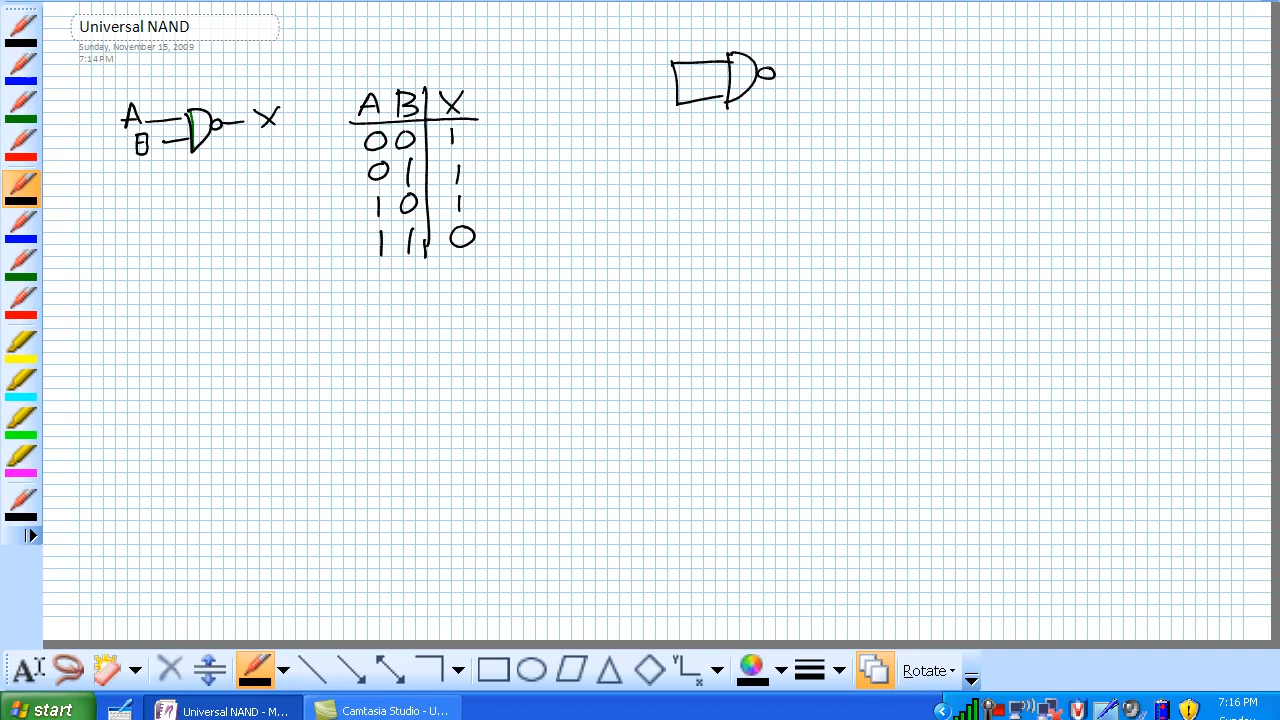 Universal NAND
Sunday, November 15, 2009
7:14 PM
A B X
A X
B
0 0 1
0 1 1
1 0 1
1 1 0
A
Rotate
start
Universal NAND - M...
Camtasia Studio - U...
7:16 PM
Sunday